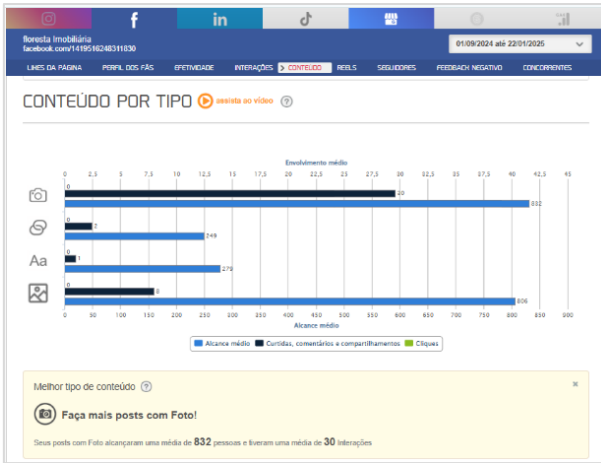 floresta Imobiliária
facebook.com/1419516248311830
01/09/2024 até 22/01/2025
LIKES DA PÁGINA PERFIL DOS FÃS EFETIVIDADE INTERAÇÕES > CONTEÚDO REELS SEGUIDORES FEEDBACK NEGATIVO CONCORRENTES
CONTEÚDO POR TIPO assista ao vídeo ?
Envolvimento médio
0 2,5 5 7,5 10 12,5 15 17,5 20 22,5 25 27,5 30 32,5 35 37,5 40 42,5 45
0
832
0
2
249
Aa
0
1
279
0
8
806
0 50 100 150 200 250 300 350 400 450 500 550 600 650 700 750 800 850 900
Alcance médio
Alcance médio Curtidas, comentários e compartilhamentos Cliques
Melhor tipo de conteúdo ?
Faça mais posts com Foto!
Seus posts com Foto alcançaram uma média de 832 pessoas e tiveram uma média de 30 Interações